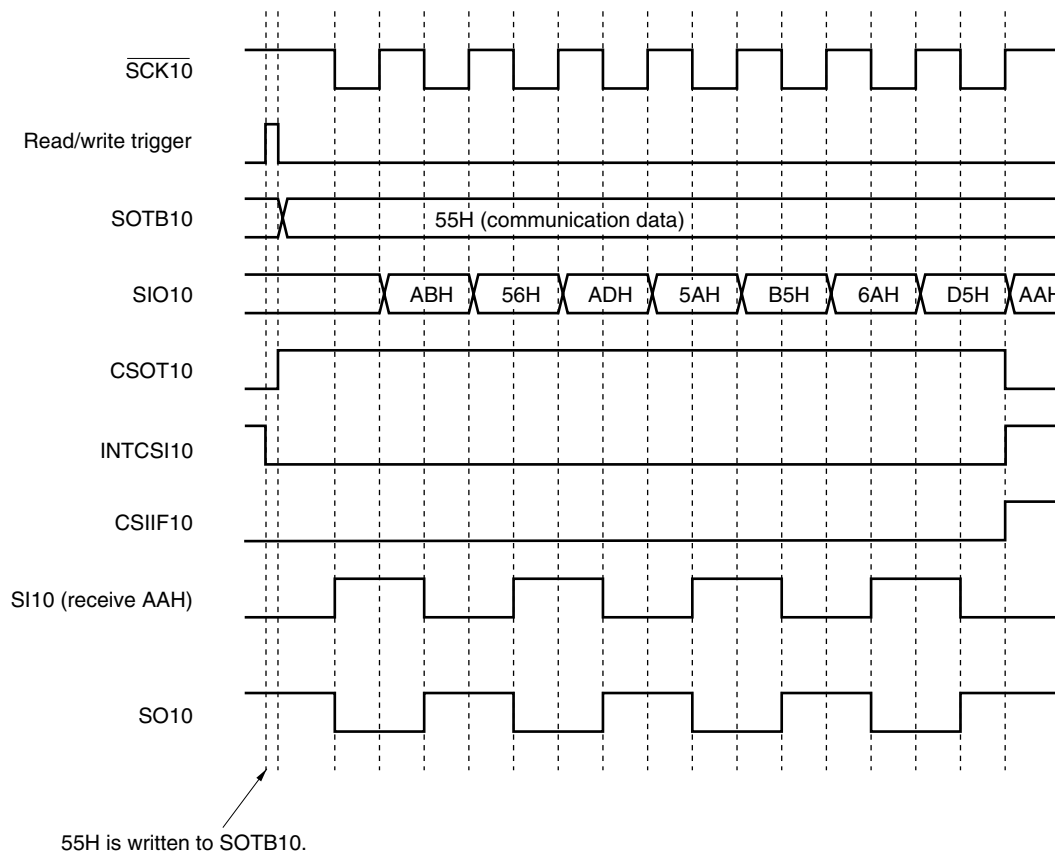 SCK10
Read/write trigger
SOTB10
55H (communication data)
SIO10
ABH 56H ADH 5AH B5H 6AH D5H AAH
CSOT10
INTCSI10
CSIIF10
SI10 (receive AAH)
SO10
55H is written to SOTB10.